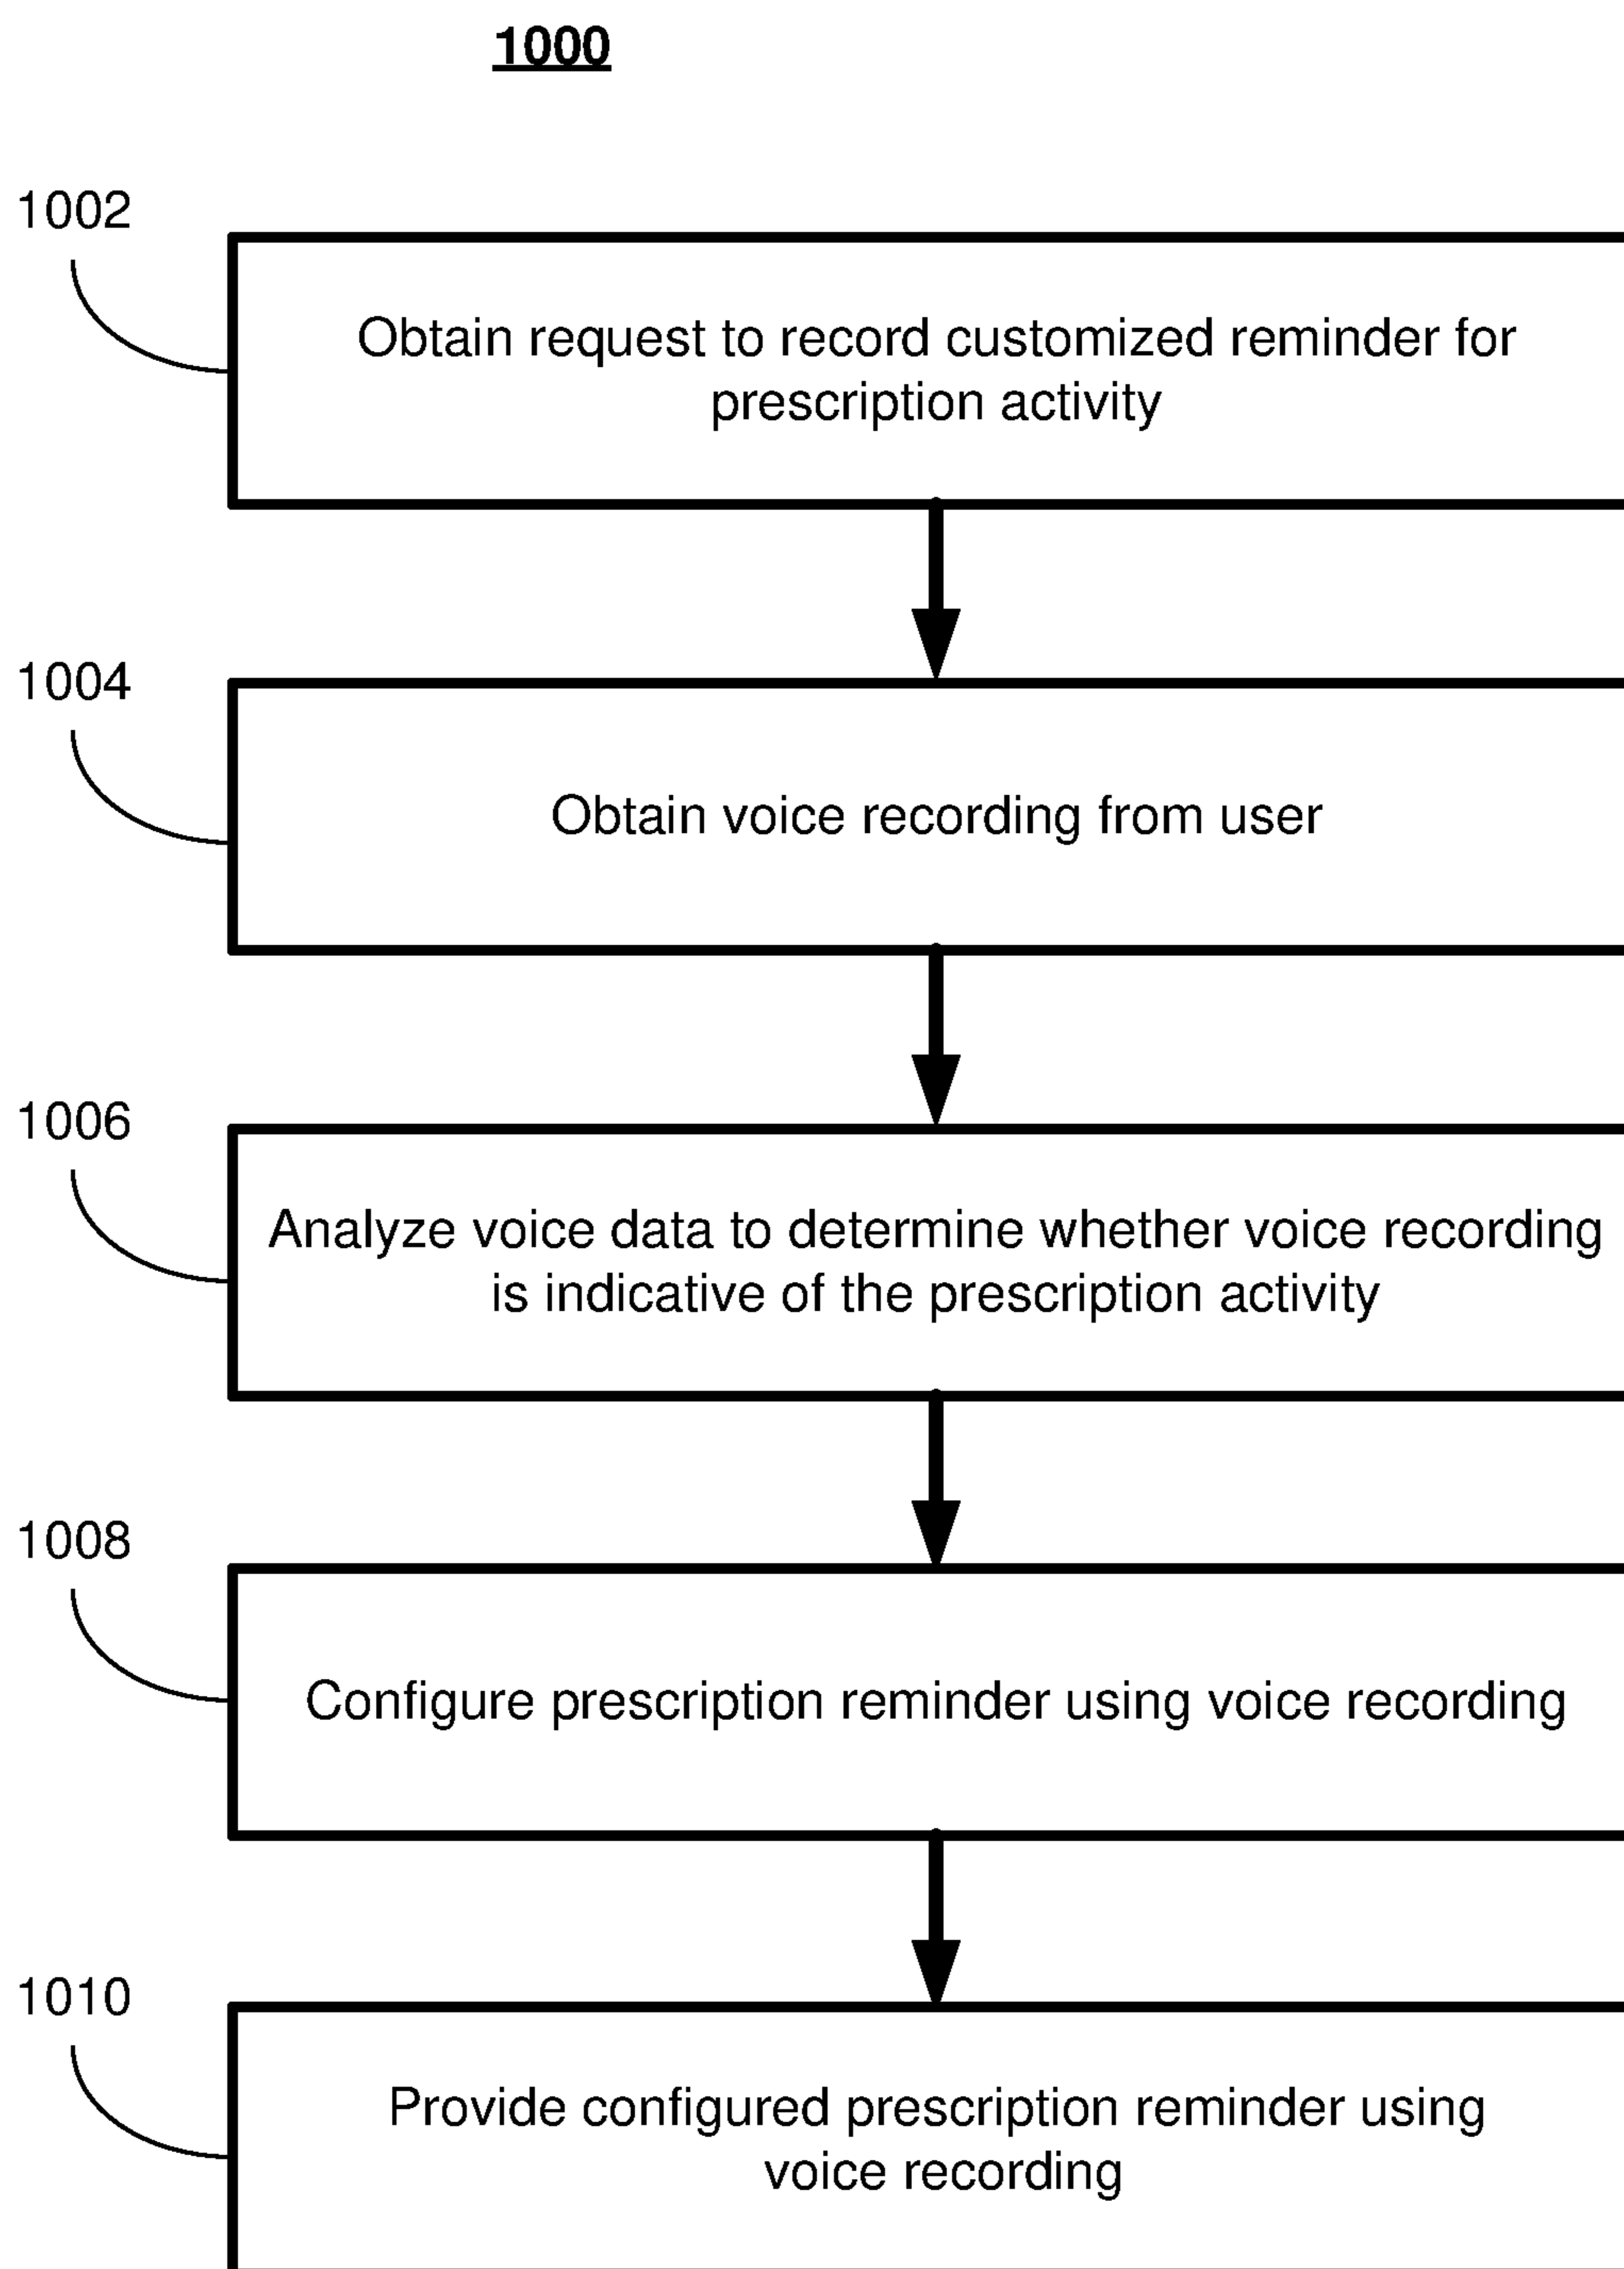 1000
1002
Obtain request to record customized reminder for
prescription activity
1004
Obtain voice recording from user
1006
Analyze voice data to determine whether voice recording
is indicative of the prescription activity
1008
Configure prescription reminder using voice recording
1010
Provide configured prescription reminder using
voice recording